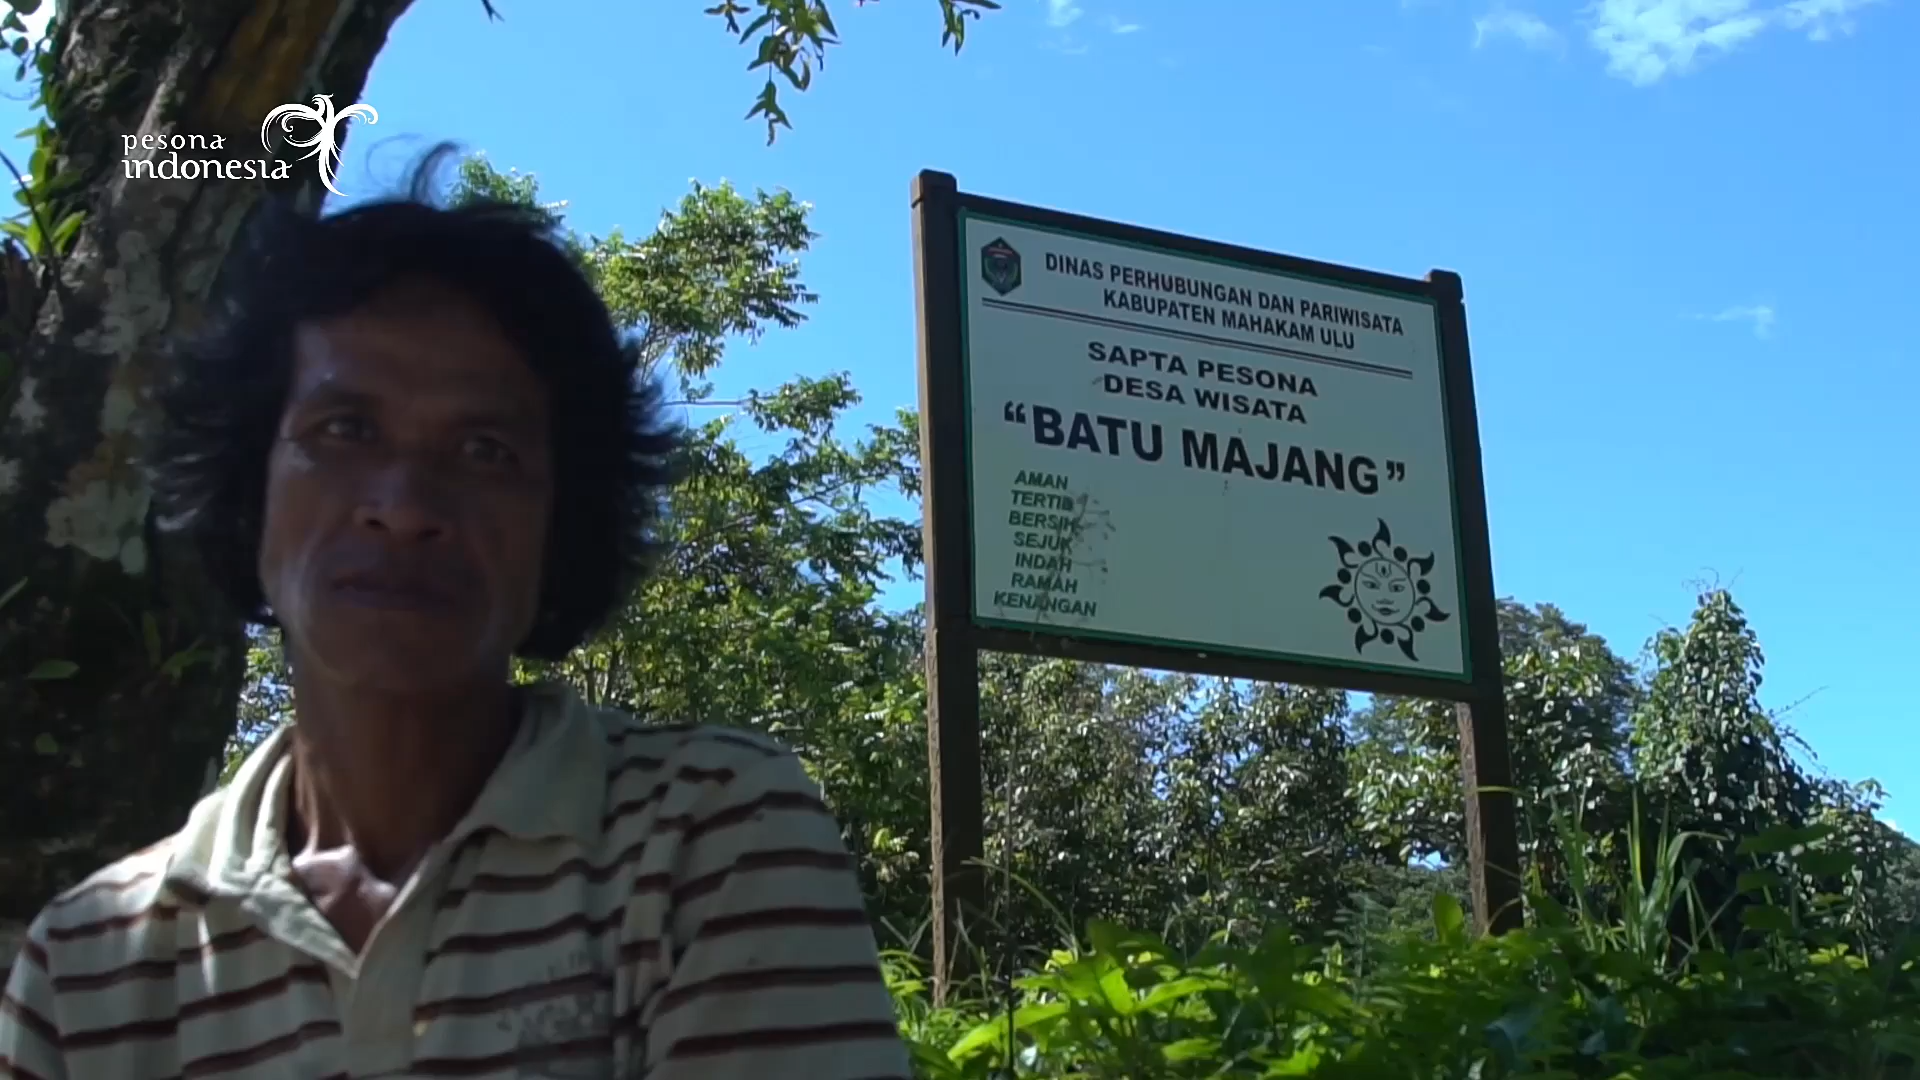 pesona
indonesia
DINAS PERHUBUNGAN DAN PARIWISATA
KABUPATEN MAHAKAM ULU
SAPTA PESONA
DESA WISATA
“BATU MAJANG”
AMAN
TERTIB
BERSIH
SEJUK
INDAH
RAMAH
KENANGAN